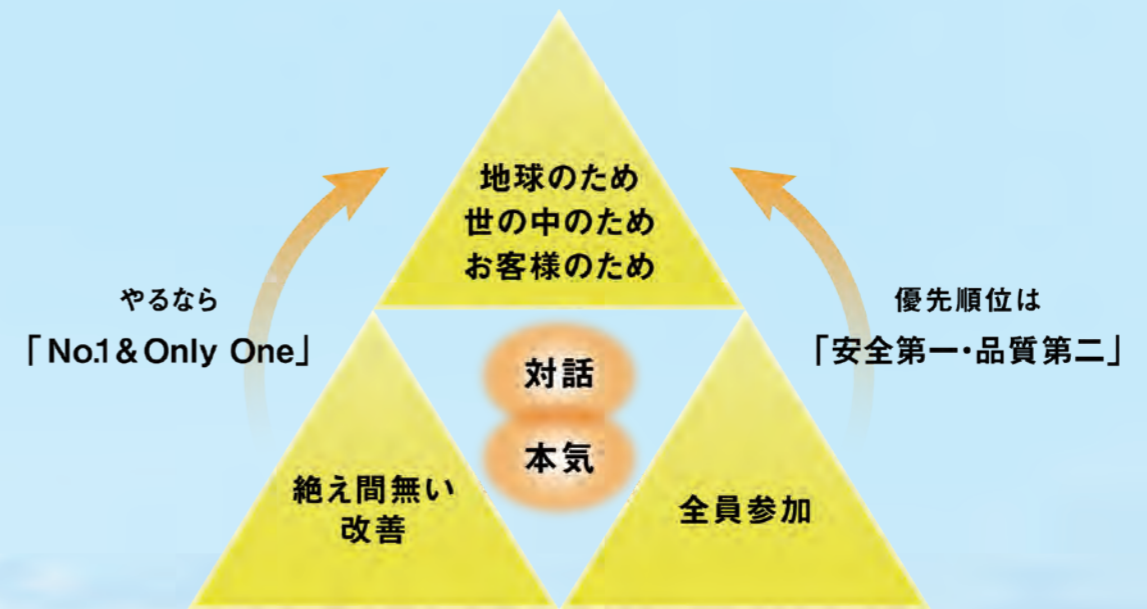 地球のため
世の中のため
お客様のため
やるなら
「No.1&Only One」
優先順位は
「安全第一・品質第二」
対話
本気
絶え間無い
改善
全員参加